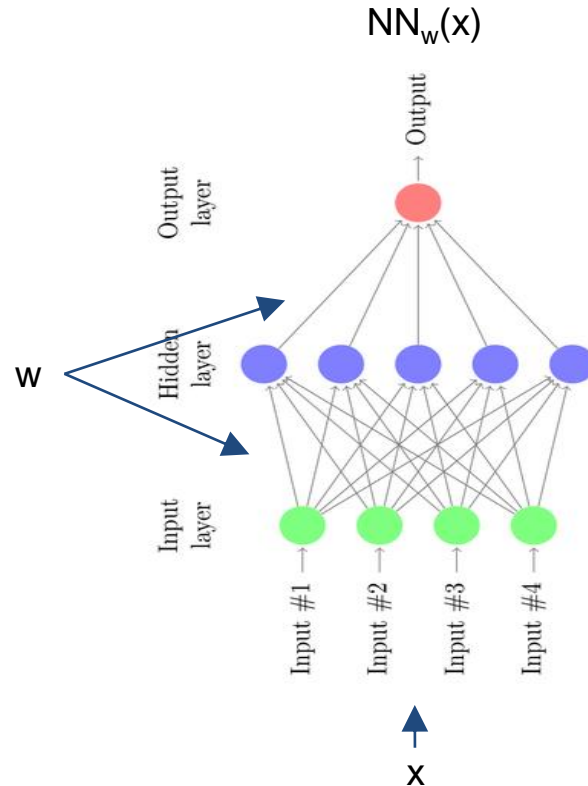 NNw(x)
Output
Output
layer
w
Hidden
layer
Input
layer
Input #1
Input #2
Input #3
Input #4
x